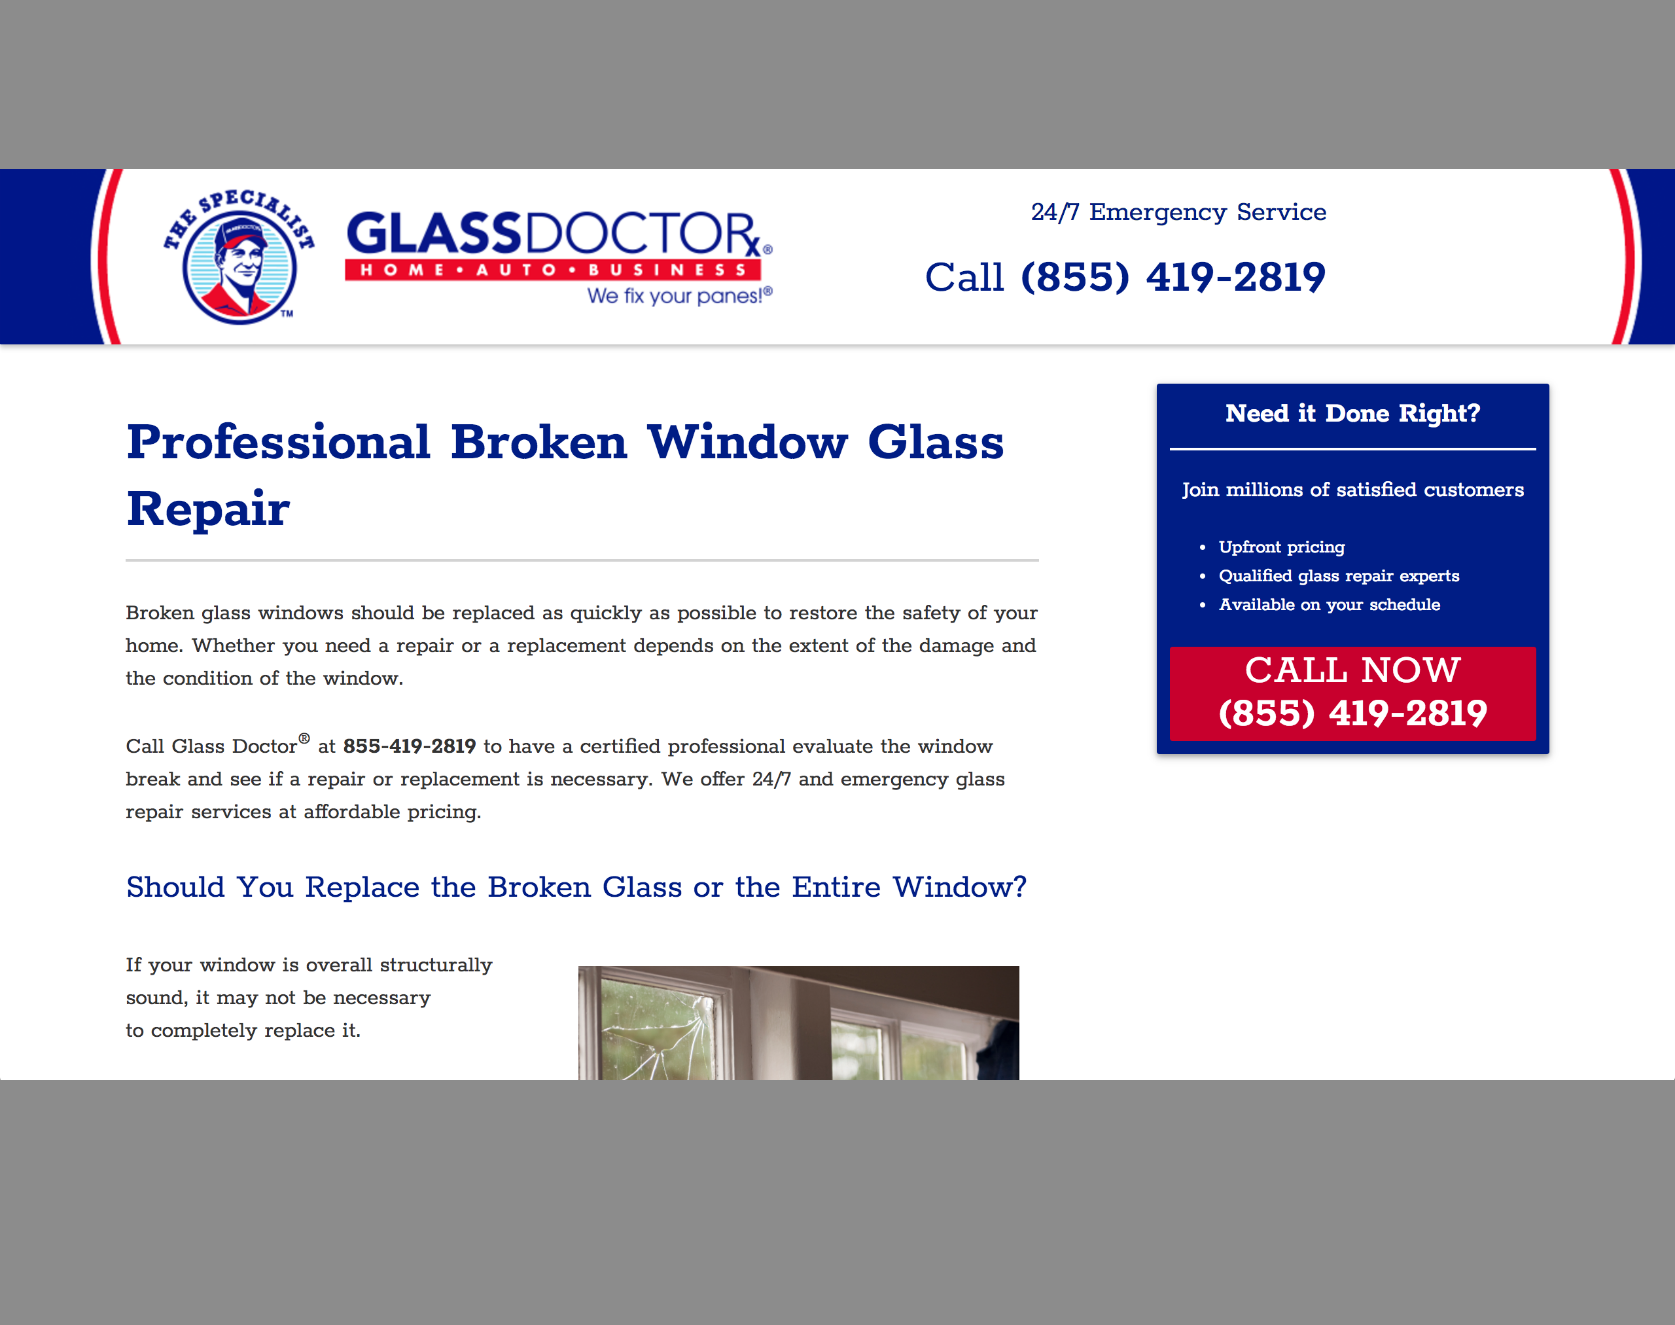 THE SPECIALIST
TM
GLASSDOCTORx®
HOME • AUTO • BUSINESS
We fix your panes!®
24/7 Emergency Service
Call (855) 419-2819
Professional Broken Window Glass
Repair
Broken glass windows should be replaced as quickly as possible to restore the safety of your
home. Whether you need a repair or a replacement depends on the extent of the damage and
the condition of the window.
Call Glass Doctor® at 855-419-2819 to have a certified professional evaluate the window
break and see if a repair or replacement is necessary. We offer 24/7 and emergency glass
repair services at affordable pricing.
Should You Replace the Broken Glass or the Entire Window?
If your window is overall structurally
sound, it may not be necessary
to completely replace it.
Need it Done Right?
Join millions of satisfied customers
• Upfront pricing
• Qualified glass repair experts
• Available on your schedule
CALL NOW
(855) 419-2819